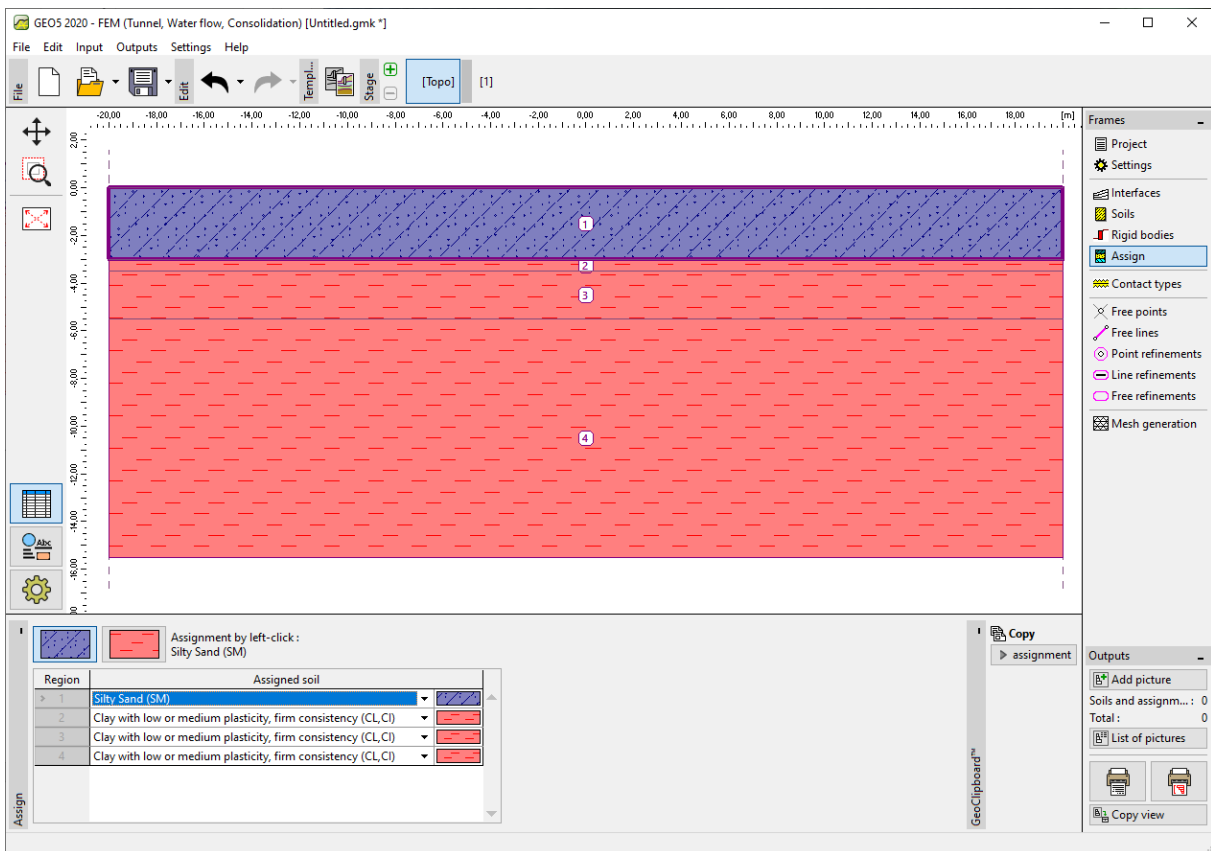 GEO5 2020 - FEM (Tunnel, Water flow, Consolidation) [Untitled.gmk *]
File Edit Input Outputs Settings Help
File
Edit
Templ...
Stage
[Topo]
[1]
-20,00 -18,00 -16,00 -14,00 -12,00 -10,00 -8,00 -6,00 -4,00 -2,00 0,00 2,00 4,00 6,00 8,00 10,00 12,00 14,00 16,00 18,00 [m]
2,00
0,00
-2,00
-4,00
-6,00
-8,00
-10,00
-12,00
-14,00
-16,00
1
2
3
4
Abc
Frames
Project
Settings
Interfaces
Soils
Rigid bodies
Assign
Contact types
Free points
Free lines
Point refinements
Line refinements
Free refinements
Mesh generation
Assign
Assignment by left-click :
Silty Sand (SM)
Region Assigned soil
> 1 Silty Sand (SM)
2 Clay with low or medium plasticity, firm consistency (CL,CI)
3 Clay with low or medium plasticity, firm consistency (CL,CI)
4 Clay with low or medium plasticity, firm consistency (CL,CI)
GeoClipboard™
Copy
assignment
Outputs
Add picture
Soils and assignm... : 0
Total : 0
List of pictures
Copy view